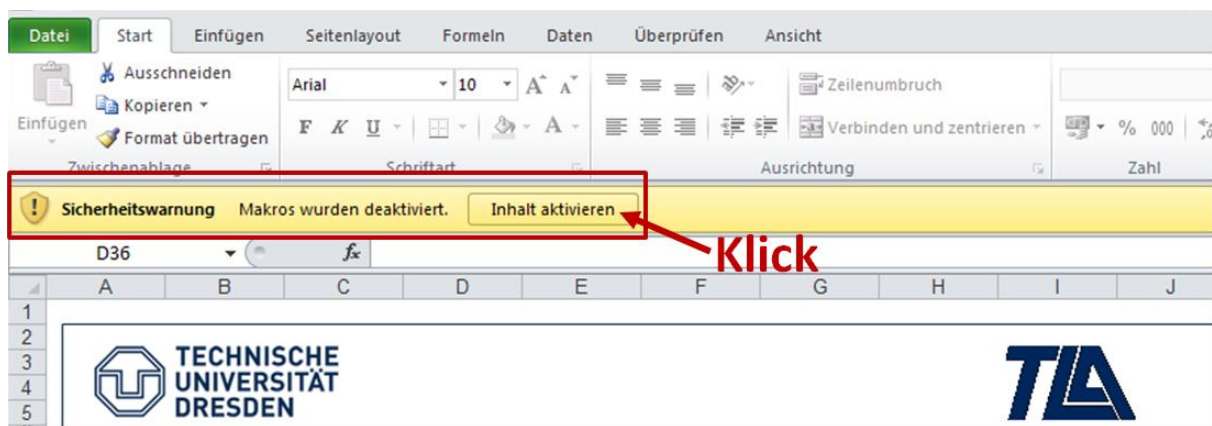 Datei Start Einfügen Seitenlayout Formeln Daten Überprüfen Ansicht
Ausschneiden
Kopieren
Format übertragen
Einfügen
Zwischenablage
Arial 10 A A
F K U A
Schriftart
Zeilenumbruch
Verbinden und zentrieren
Ausrichtung
% 000
Zahl
Sicherheitswarnung Makros wurden deaktiviert. Inhalt aktivieren
Klick
D36 fx
A B C D E F G H I J
1
2
3
4
5
TECHNISCHE
UNIVERSITÄT
DRESDEN
TLA